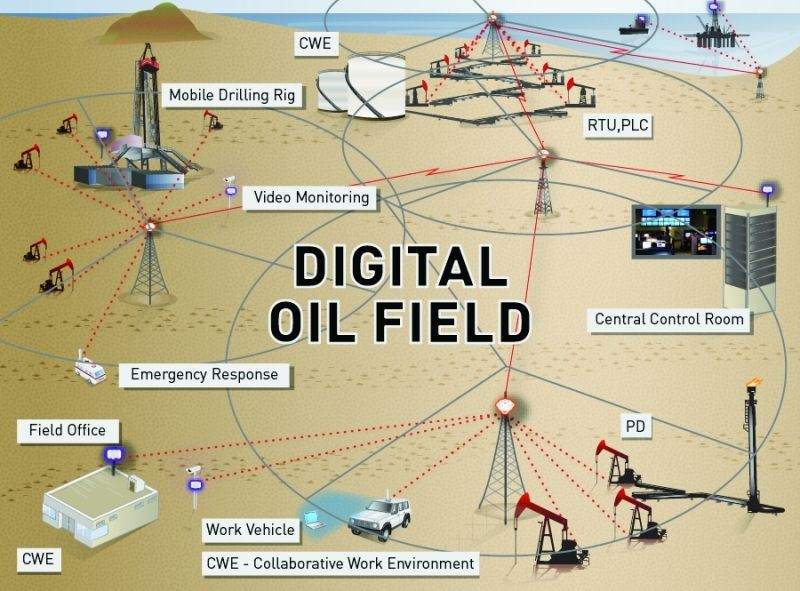 CWE
Mobile Drilling Rig
RTU,PLC
Video Monitoring
DIGITAL
OIL FIELD
Central Control Room
Emergency Response
Field Office
PD
Work Vehicle
CWE
CWE - Collaborative Work Environment